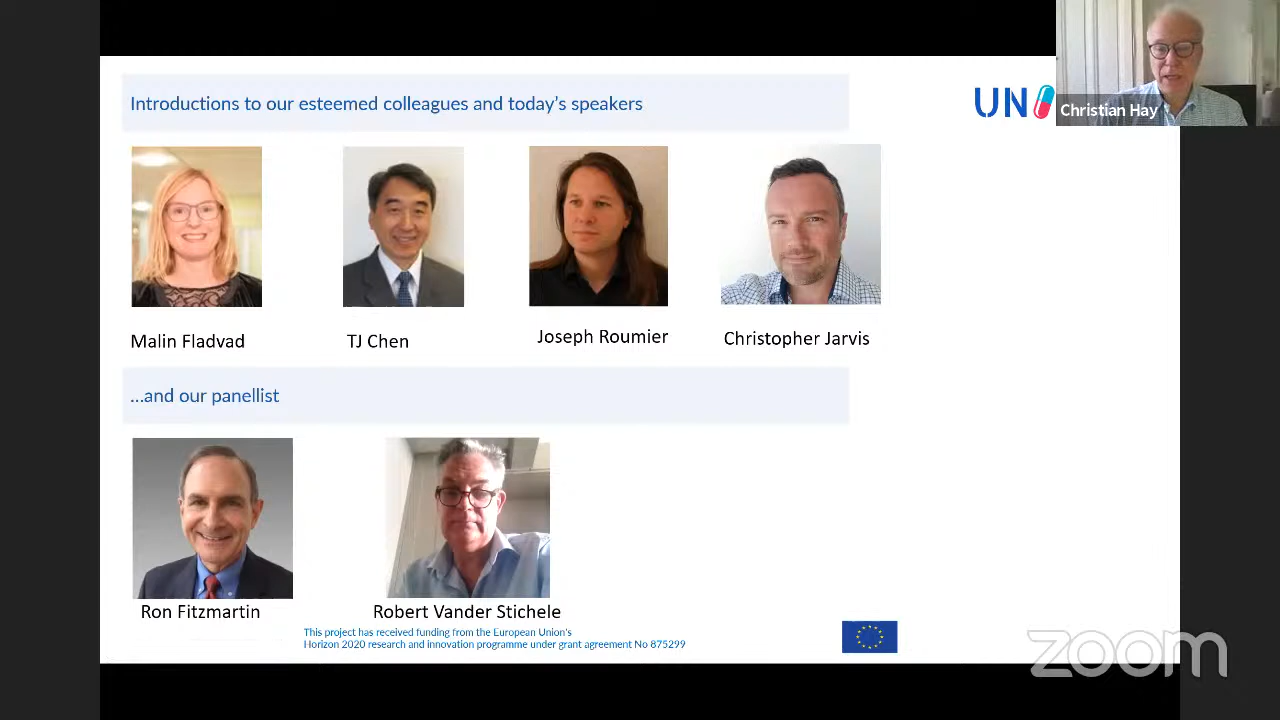 Introductions to our esteemed colleagues and today's speakers
UN
Christian Hay
Malin Fladvad
TJ Chen
Joseph Roumier
Christopher Jarvis
...and our panellist
Ron Fitzmartin
Robert Vander Stichele
This project has received funding from the European Union's
Horizon 2020 research and innovation programme under grant agreement No 875299
zoom